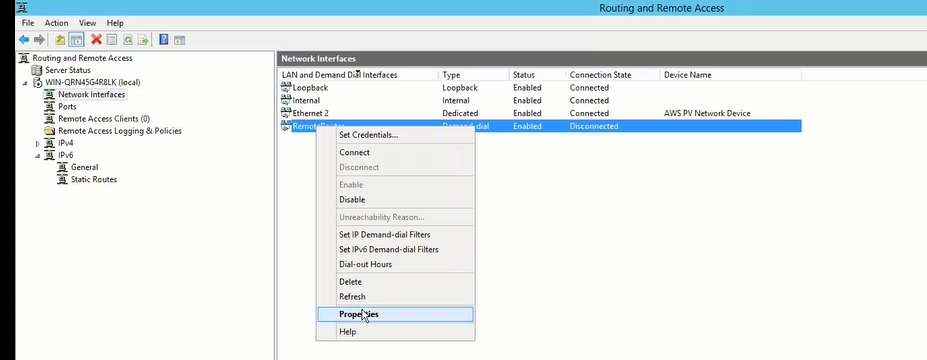 Routing and Remote Access
File Action View Help
Routing and Remote Access
Server Status
WIN-QRN45G4R8LK (local)
Network Interfaces
Ports
Remote Access Clients (0)
Remote Access Logging & Policies
IPv4
IPv6
General
Static Routes
Network Interfaces
LAN and Demand Dial Interfaces Type Status Connection State Device Name
Loopback Loopback Enabled Connected
Internal Internal Enabled Connected
Ethernet 2 Dedicated Enabled Connected AWS PV Network Device
Enabled Disconnected
Set Credentials...
Connect
Disconnect
Enable
Disable
Unreachability Reason...
Set IP Demand-dial Filters
Set IPv6 Demand-dial Filters
Dial-out Hours
Delete
Refresh
Properties
Help